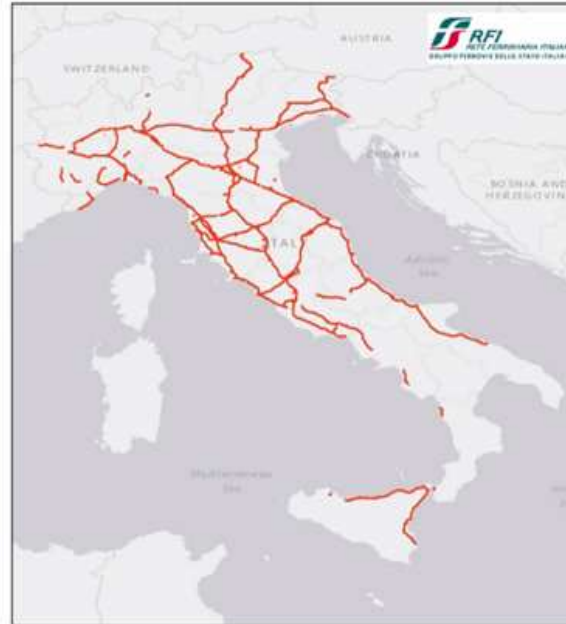 RFI
RETE FERROVIARIA ITALIANA
GRUPPO FERROVIE DELLO STATO ITALIANE
AUSTRIA
SWITZERLAND
CROATIA
BOSNIA AND
HERZEGOVINA
ITAL
Adriatic
Sea
Mediterranean
Sea